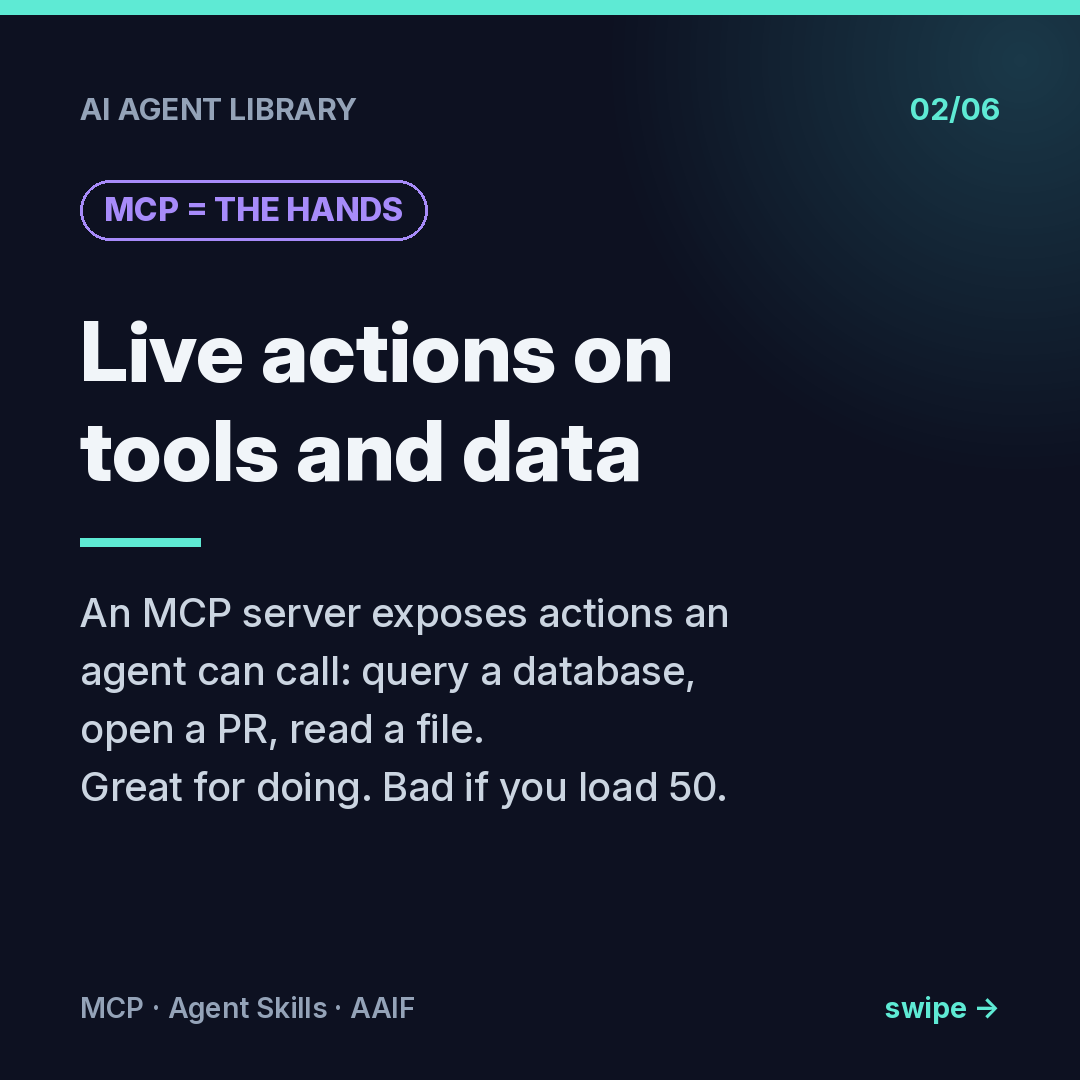 AI AGENT LIBRARY
02/06
MCP = THE HANDS
Live actions on
tools and data
An MCP server exposes actions an
agent can call: query a database,
open a PR, read a file.
Great for doing. Bad if you load 50.
MCP · Agent Skills · AAIF
swipe →